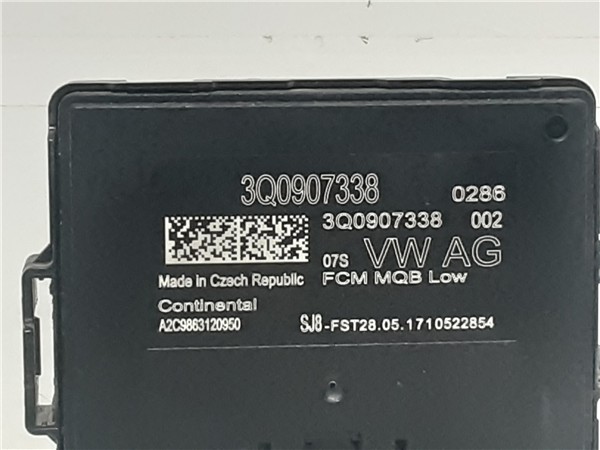 3Q0907338 0286
3Q0907338 002
07S VW AG
Made in Czech Republic FCM MQB Low
Continental
A2C9863120950 SJ8-FST28.05.1710522854